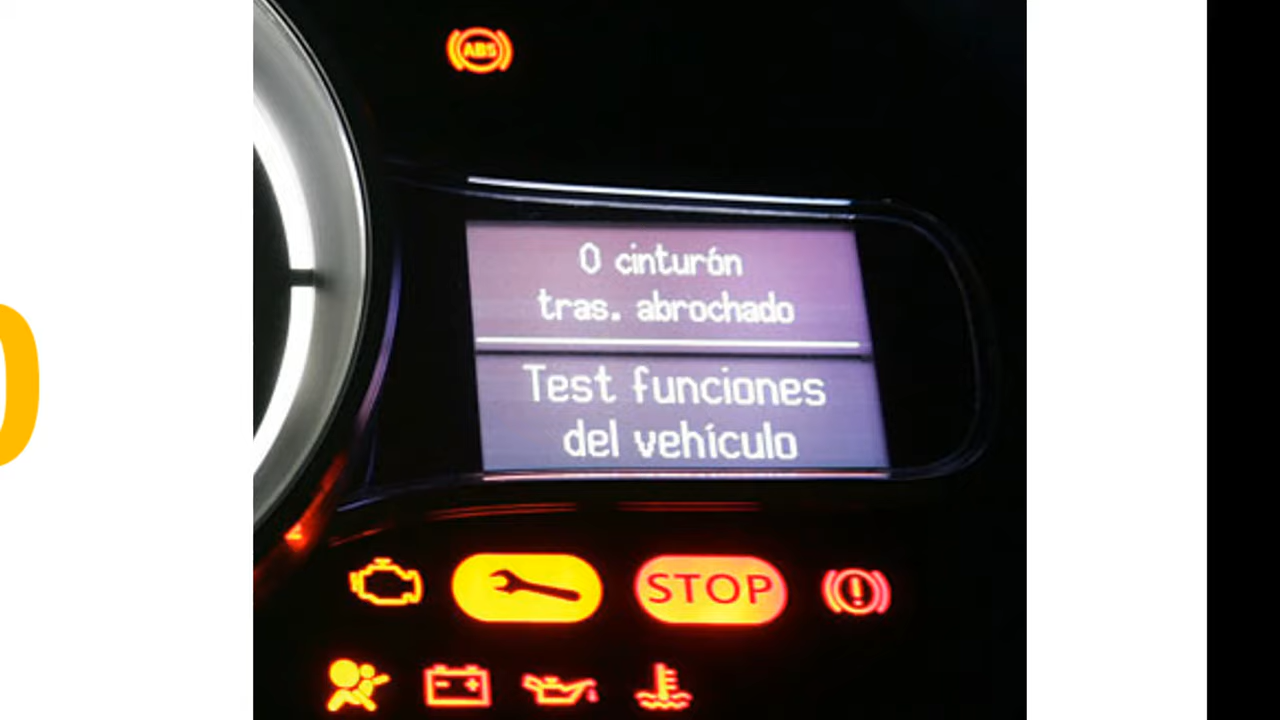 ABS
0 cinturón
tras. abrochado
Test funciones
del vehículo
STOP